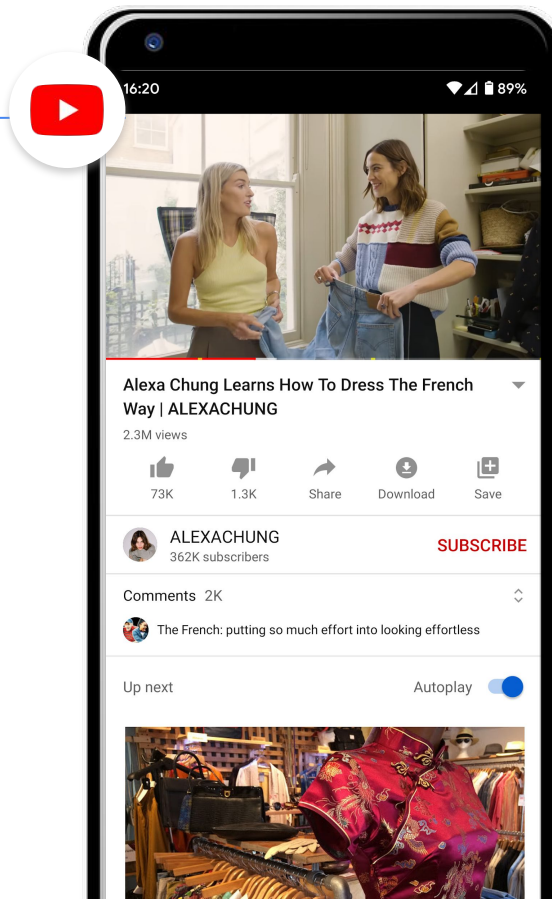 16:20
89%
Alexa Chung Learns How To Dress The French
Way | ALEXACHUNG
2.3M views
73K
1.3K
Share
Download
Save
ALEXACHUNG
362K subscribers
SUBSCRIBE
Comments 2K
The French: putting so much effort into looking effortless
Up next
Autoplay